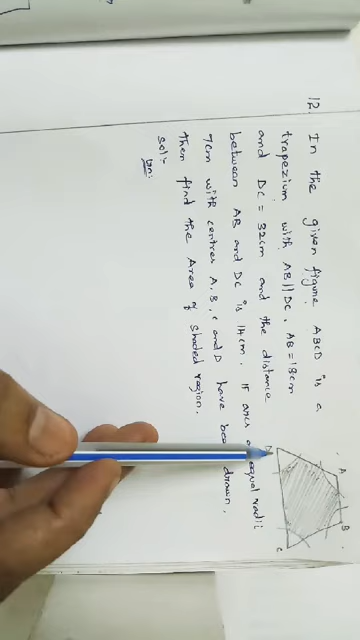 12. In the given figure ABCD is a
trapezium with AB || DC. AB = 18cm
and DC = 32cm and the distance
between AB and DC is 14cm. If arcs equal radii
7cm with centres A, B, C and D have been drawn,
then find the Area of shaded region.
Sol:-
A
B
C
D